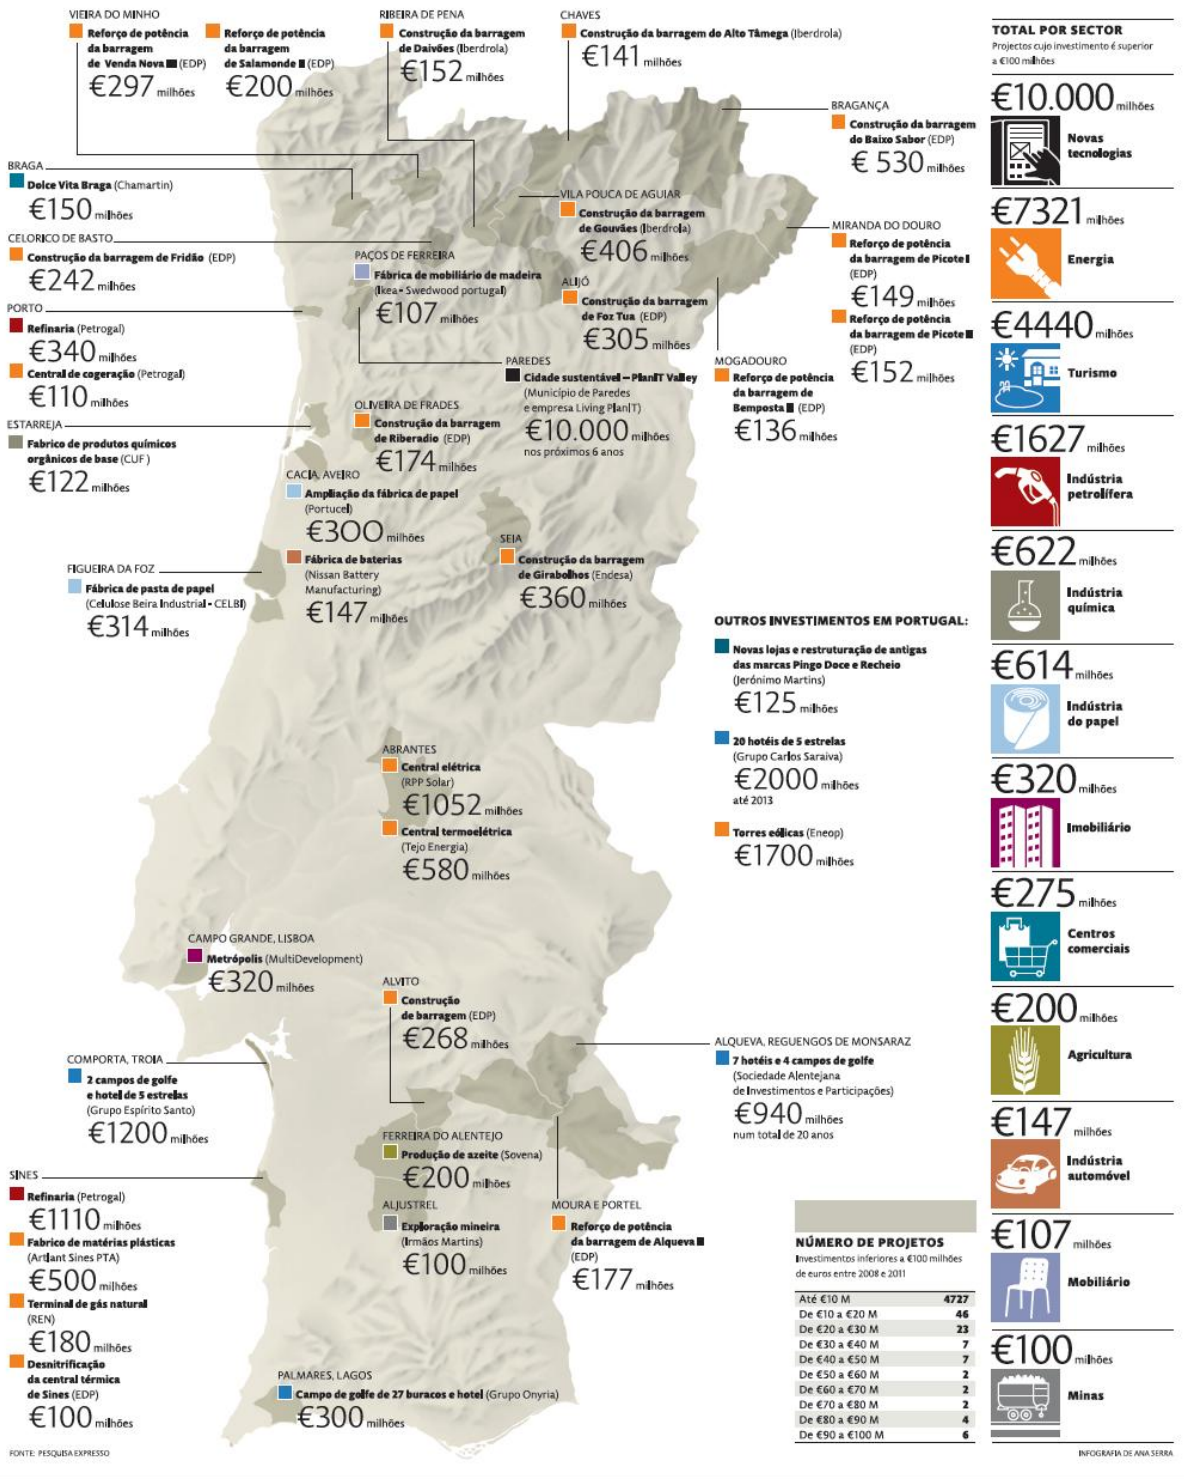 VIEIRA DO MINHO
Reforço de potência
da barragem
de Venda Nova III (EDP)
€297 milhões
Reforço de potência
da barragem
de Salamonde II (EDP)
€200 milhões
RIBEIRA DE PENA
Construção da barragem
de Daivões (Iberdrola)
€152 milhões
CHAVES
Construção da barragem do Alto Tâmega (Iberdrola)
€141 milhões
BRAGANÇA
Construção da barragem
do Baixo Sabor (EDP)
€ 530 milhões
BRAGA
Dolce Vita Braga (Chamartin)
€150 milhões
VILA POUCA DE AGUIAR
Construção da barragem
de Gouvães (Iberdrola)
€406 milhões
MIRANDA DO DOURO
Reforço de potência
da barragem de Picote I
(EDP)
€149 milhões
Reforço de potência
da barragem de Picote II
(EDP)
€152 milhões
CELORICO DE BASTO
Construção da barragem de Fridão (EDP)
€242 milhões
PAÇOS DE FERREIRA
Fábrica de mobiliário de madeira
(Ikea - Swedwood portugal)
€107 milhões
ALIJÓ
Construção da barragem
de Foz Tua (EDP)
€305 milhões
PORTO
Refinaria (Petrogal)
€340 milhões
Central de cogeração (Petrogal)
€110 milhões
PAREDES
Cidade sustentável – PlanIT Valley
(Município de Paredes
e empresa Living PlanIT)
€10.000 milhões
nos próximos 6 anos
MOGADOURO
Reforço de potência
da barragem de
Bemposta II (EDP)
€136 milhões
OLIVEIRA DE FRADES
Construção da barragem
de Riberadio (EDP)
€174 milhões
ESTARREJA
Fabrico de produtos químicos
orgânicos de base (CUF )
€122 milhões
CACIA, AVEIRO
Ampliação da fábrica de papel
(Portucel)
€300 milhões
Fábrica de baterias
(Nissan Battery
Manufacturing)
€147 milhões
SEIA
Construção da barragem
de Girabolhos (Endesa)
€360 milhões
FIGUEIRA DA FOZ
Fábrica de pasta de papel
(Celulose Beira Industrial - CELBI)
€314 milhões
OUTROS INVESTIMENTOS EM PORTUGAL:
Novas lojas e restruturação de antigas
das marcas Pingo Doce e Recheio
(Jerónimo Martins)
€125 milhões
20 hotéis de 5 estrelas
(Grupo Carlos Saraiva)
€2000 milhões
até 2013
Torres eólicas (Eneop)
€1700 milhões
ABRANTES
Central elétrica
(RPP Solar)
€1052 milhões
Central termoelétrica
(Tejo Energia)
€580 milhões
CAMPO GRANDE, LISBOA
Metrópolis (MultiDevelopment)
€320 milhões
ALVITO
Construção
de barragem (EDP)
€268 milhões
COMPORTA, TROIA
2 campos de golfe
e hotel de 5 estrelas
(Grupo Espírito Santo)
€1200 milhões
ALQUEVA, REGUENGOS DE MONSARAZ
7 hotéis e 4 campos de golfe
(Sociedade Alentejana
de Investimentos e Participações)
€940 milhões
num total de 20 anos
FERREIRA DO ALENTEJO
Produção de azeite (Sovena)
€200 milhões
SINES
Refinaria (Petrogal)
€1110 milhões
Fabrico de matérias plásticas
(Artlant Sines PTA)
€500 milhões
Terminal de gás natural
(REN)
€180 milhões
Desnitrificação
da central térmica
de Sines (EDP)
€100 milhões
ALJUSTREL
Exploração mineira
(Irmãos Martins)
€100 milhões
MOURA E PORTEL
Reforço de potência
da barragem de Alqueva II
(EDP)
€177 milhões
PALMARES, LAGOS
Campo de golfe de 27 buracos e hotel (Grupo Onyria)
€300 milhões
NÚMERO DE PROJETOS
Investimentos inferiores a €100 milhões
de euros entre 2008 e 2011
Até €10 M 4727
De €10 a €20 M 46
De €20 a €30 M 23
De €30 a €40 M 7
De €40 a €50 M 7
De €50 a €60 M 2
De €60 a €70 M 2
De €70 a €80 M 2
De €80 a €90 M 4
De €90 a €100 M 6
TOTAL POR SECTOR
Projectos cujo investimento é superior
a €100 milhões
€10.000 milhões
Novas
tecnologias
€7321 milhões
Energia
€4440 milhões
Turismo
€1627 milhões
Indústria
petrolífera
€622 milhões
Indústria
química
€614 milhões
Indústria
do papel
€320 milhões
Imobiliário
€275 milhões
Centros
comerciais
€200 milhões
Agricultura
€147 milhões
Indústria
automóvel
€107 milhões
Mobiliário
€100 milhões
Minas
FONTE: PESQUISA EXPRESSO
INFOGRAFIA DE ANA SERRA